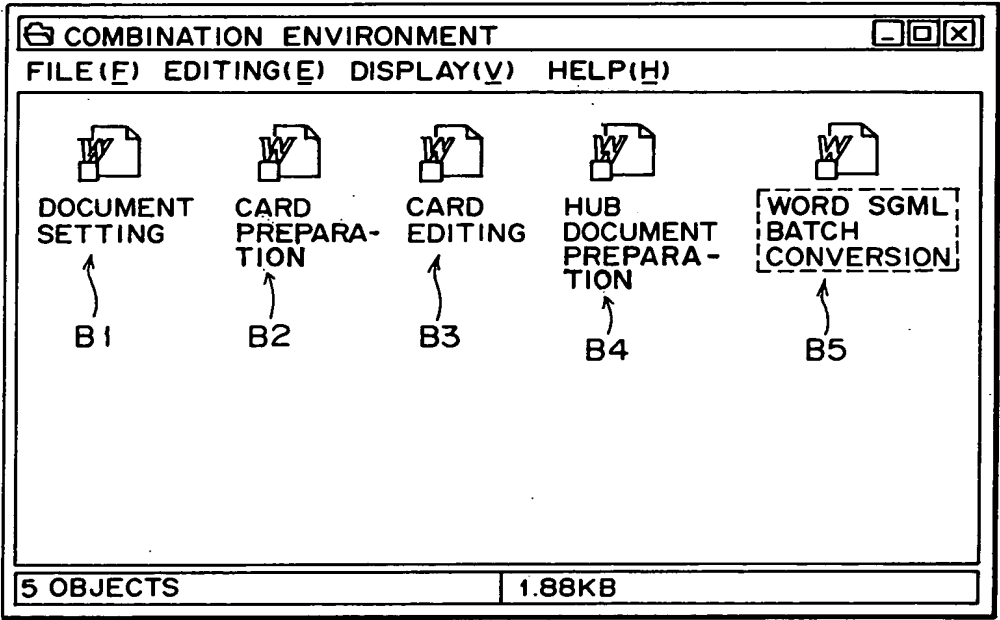 COMBINATION ENVIRONMENT
FILE(F) EDITING(E) DISPLAY(V) HELP(H)
W W W W W
DOCUMENT
SETTING
CARD
PREPARA-
TION
CARD
EDITING
HUB
DOCUMENT
PREPARA-
TION
WORD SGML
BATCH
CONVERSION
B1
B2
B3
B4
B5
5 OBJECTS
1.88KB